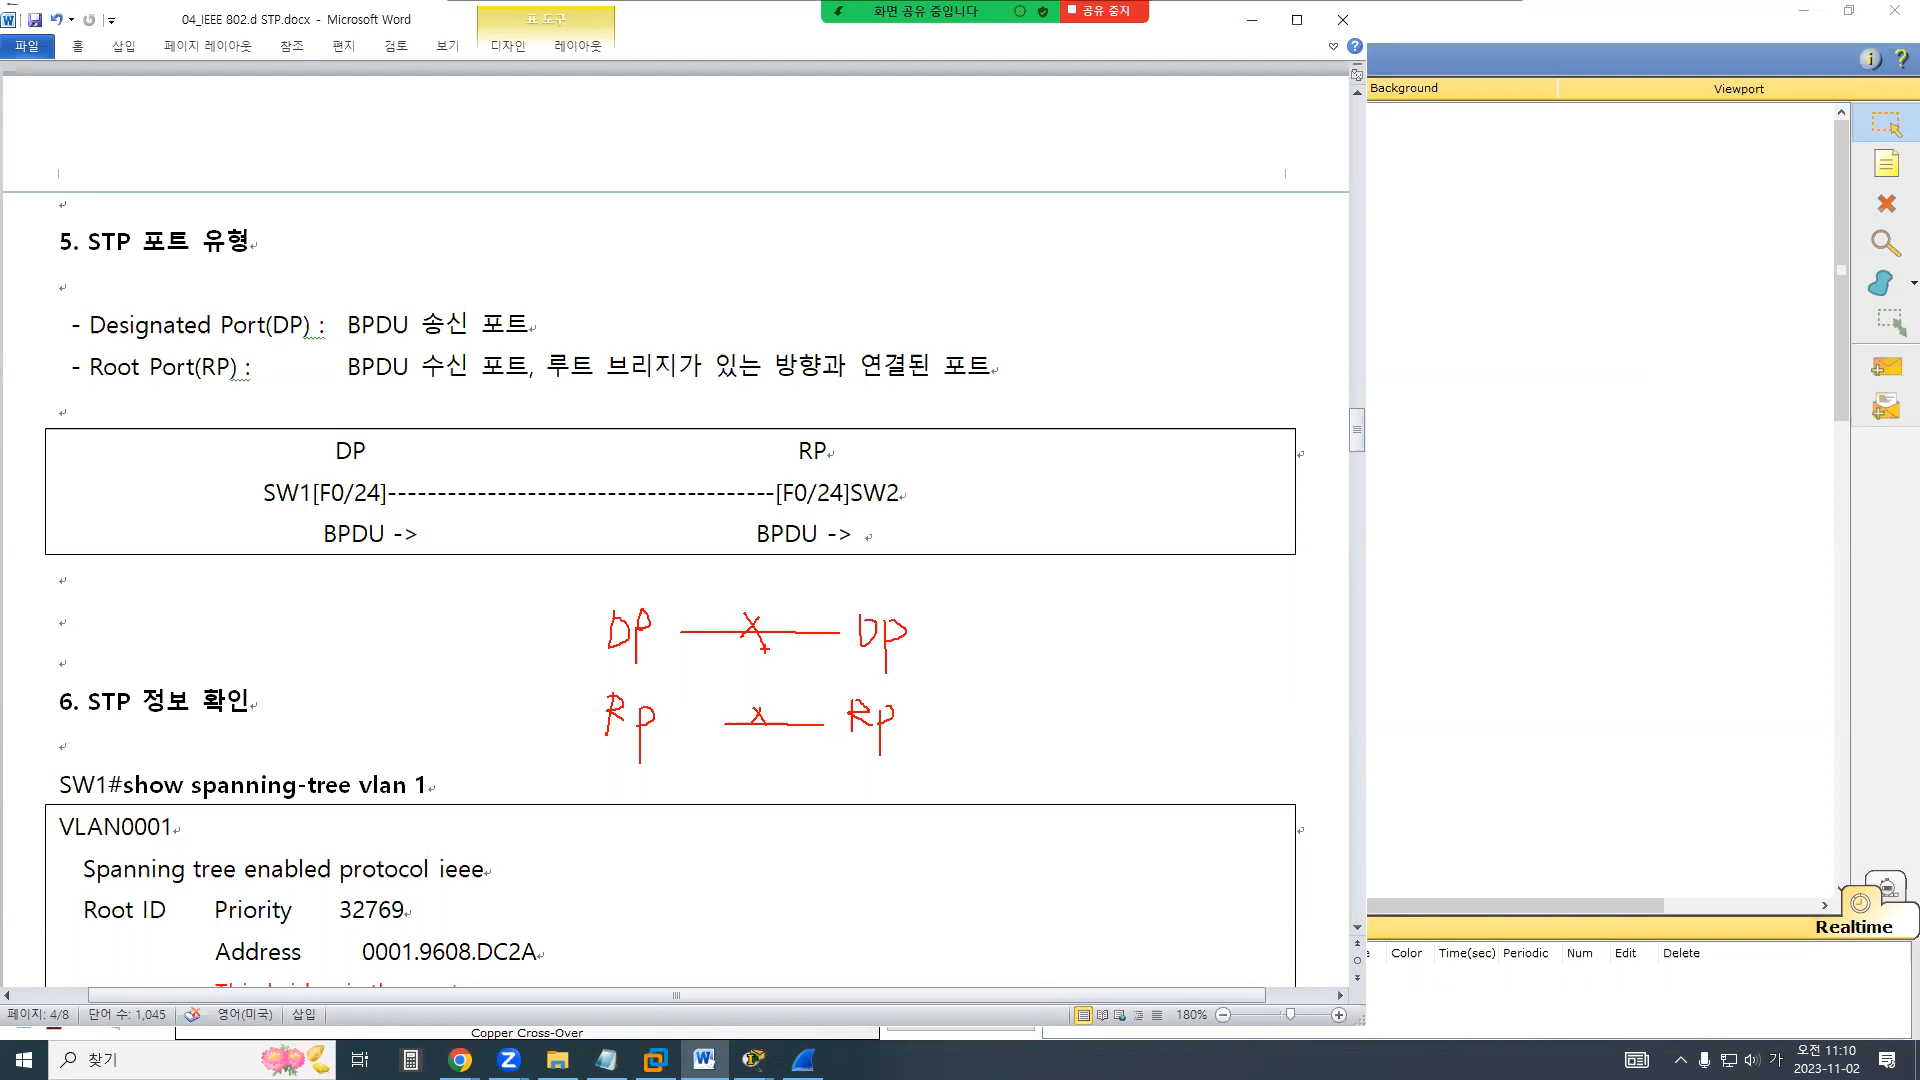 04_IEEE 802.d STP.docx - Microsoft Word
표 도구
화면 공유 중입니다
공유 중지
파일 홈 삽입 페이지 레이아웃 참조 편지 검토 보기 디자인 레이아웃
Background Viewport
5. STP 포트 유형
- Designated Port(DP) : BPDU 송신 포트
- Root Port(RP) : BPDU 수신 포트, 루트 브리지가 있는 방향과 연결된 포트
DP RP
SW1[F0/24]---------------------------------------[F0/24]SW2
BPDU -> BPDU ->
DP X DP
RP X RP
6. STP 정보 확인
SW1#show spanning-tree vlan 1
VLAN0001
Spanning tree enabled protocol ieee
Root ID Priority 32769
Address 0001.9608.DC2A
Realtime
Color Time(sec) Periodic Num Edit Delete
페이지: 4/8 단어 수: 1,045 영어(미국) 삽입 180%
Copper Cross-Over
찾기
가
오전 11:10
2023-11-02